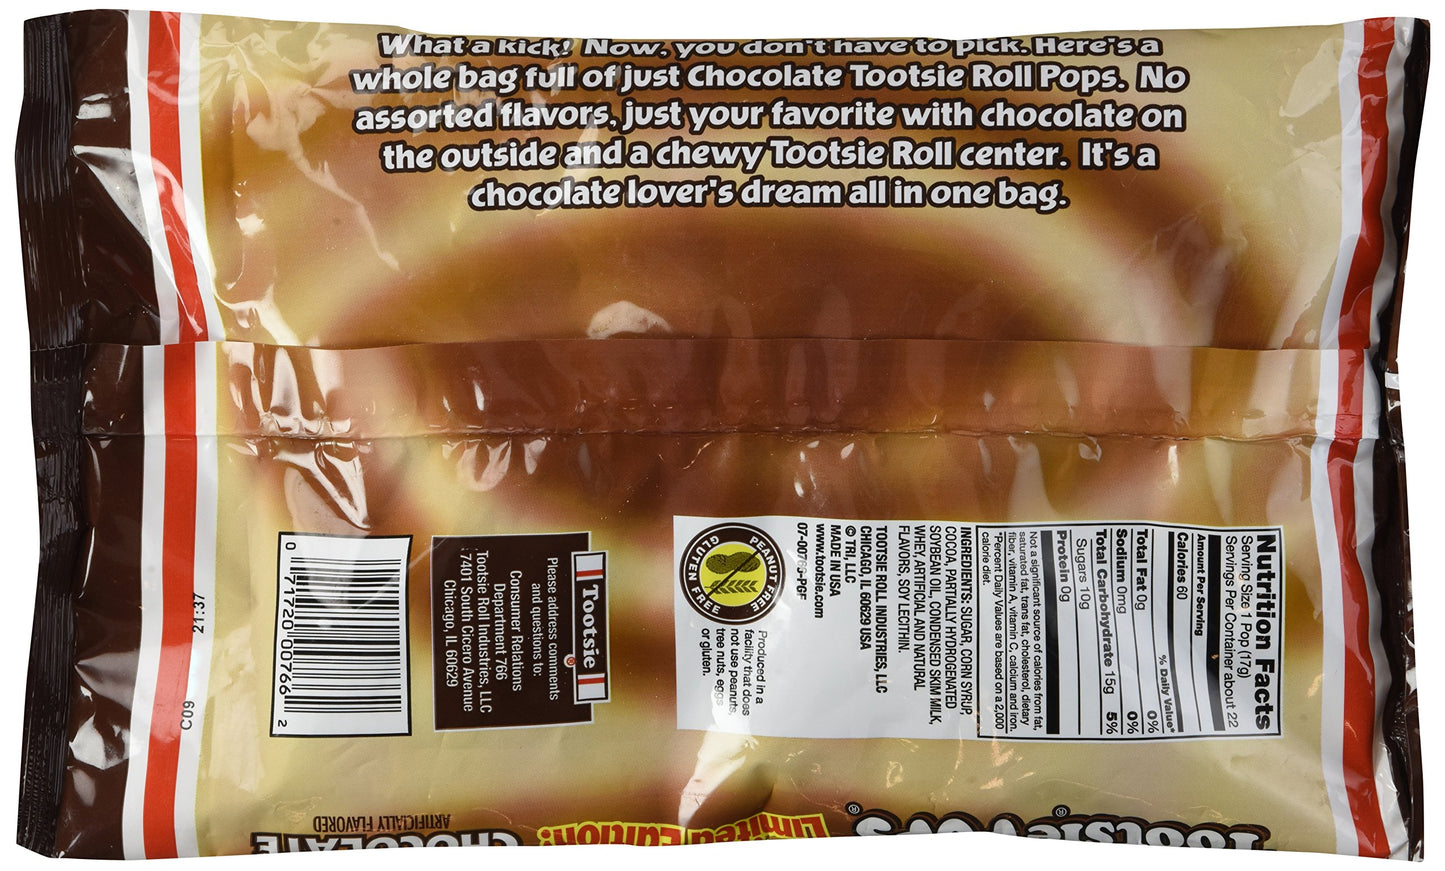 What a kick! Now, you don't have to pick. Here's a
whole bag full of just Chocolate Tootsie Roll Pops. No
assorted flavors, just your favorite with chocolate on
the outside and a chewy Tootsie Roll center. It's a
chocolate lover's dream all in one bag.
Nutrition Facts
Serving Size 1 Pop (17g)
Servings Per Container about 22
Amount Per Serving
Calories 60
% Daily Value*
Total Fat 0g 0%
Sodium 0mg 0%
Total Carbohydrate 15g 5%
Sugars 10g
Protein 0g
Not a significant source of calories from fat,
saturated fat, trans fat, cholesterol, dietary
fiber, vitamin A, vitamin C, calcium and iron.
*Percent Daily Values are based on a 2,000
calorie diet.
INGREDIENTS: SUGAR, CORN SYRUP,
COCOA, PARTIALLY HYDROGENATED
SOYBEAN OIL, CONDENSED SKIM MILK,
WHEY, ARTIFICIAL AND NATURAL
FLAVORS, SOY LECITHIN.
TOOTSIE ROLL INDUSTRIES, LLC
CHICAGO, IL 60629 USA
© TRI, LLC
MADE IN USA
www.tootsie.com
07-00766-PGF
PEANUT FREE
GLUTEN FREE
Produced in a
facility that does
not use peanuts,
tree nuts, eggs
or gluten.
Tootsie®
Please address comments
and questions to:
Consumer Relations
Department 766
Tootsie Roll Industries, LLC
7401 South Cicero Avenue
Chicago, IL 60629
0 71720 00766 2
21:37
C09
Tootsie® POPS®
Limited Edition!
CHOCOLATE
ARTIFICIALLY FLAVORED